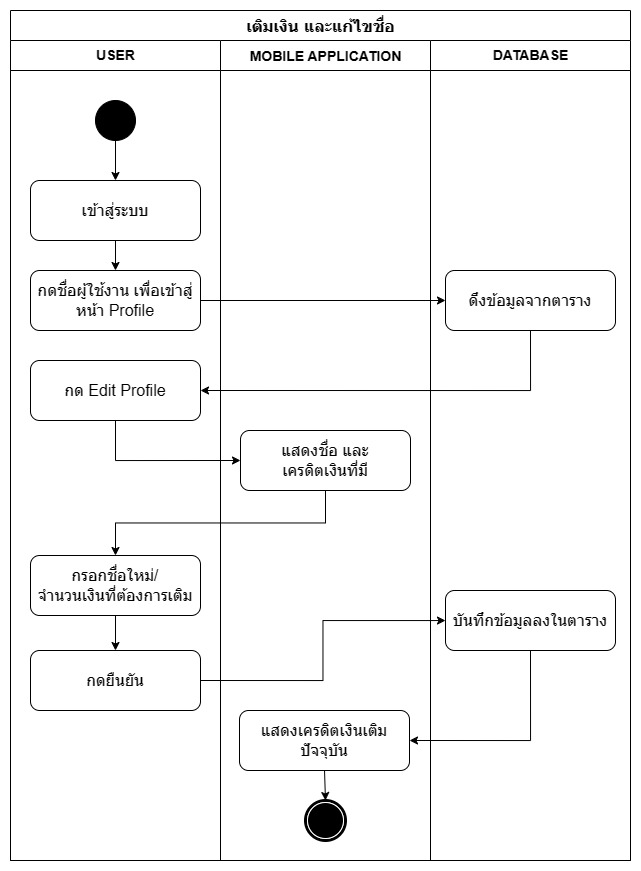 เติมเงิน และแก้ไขชื่อ
USER
MOBILE APPLICATION
DATABASE
เข้าสู่ระบบ
กดชื่อผู้ใช้งาน เพื่อเข้าสู่
หน้า Profile
ดึงข้อมูลจากตาราง
กด Edit Profile
แสดงชื่อ และ
เครดิตเงินที่มี
กรอกชื่อใหม่/
จำนวนเงินที่ต้องการเติม
บันทึกข้อมูลลงในตาราง
กดยืนยัน
แสดงเครดิตเงินเติม
ปัจจุบัน